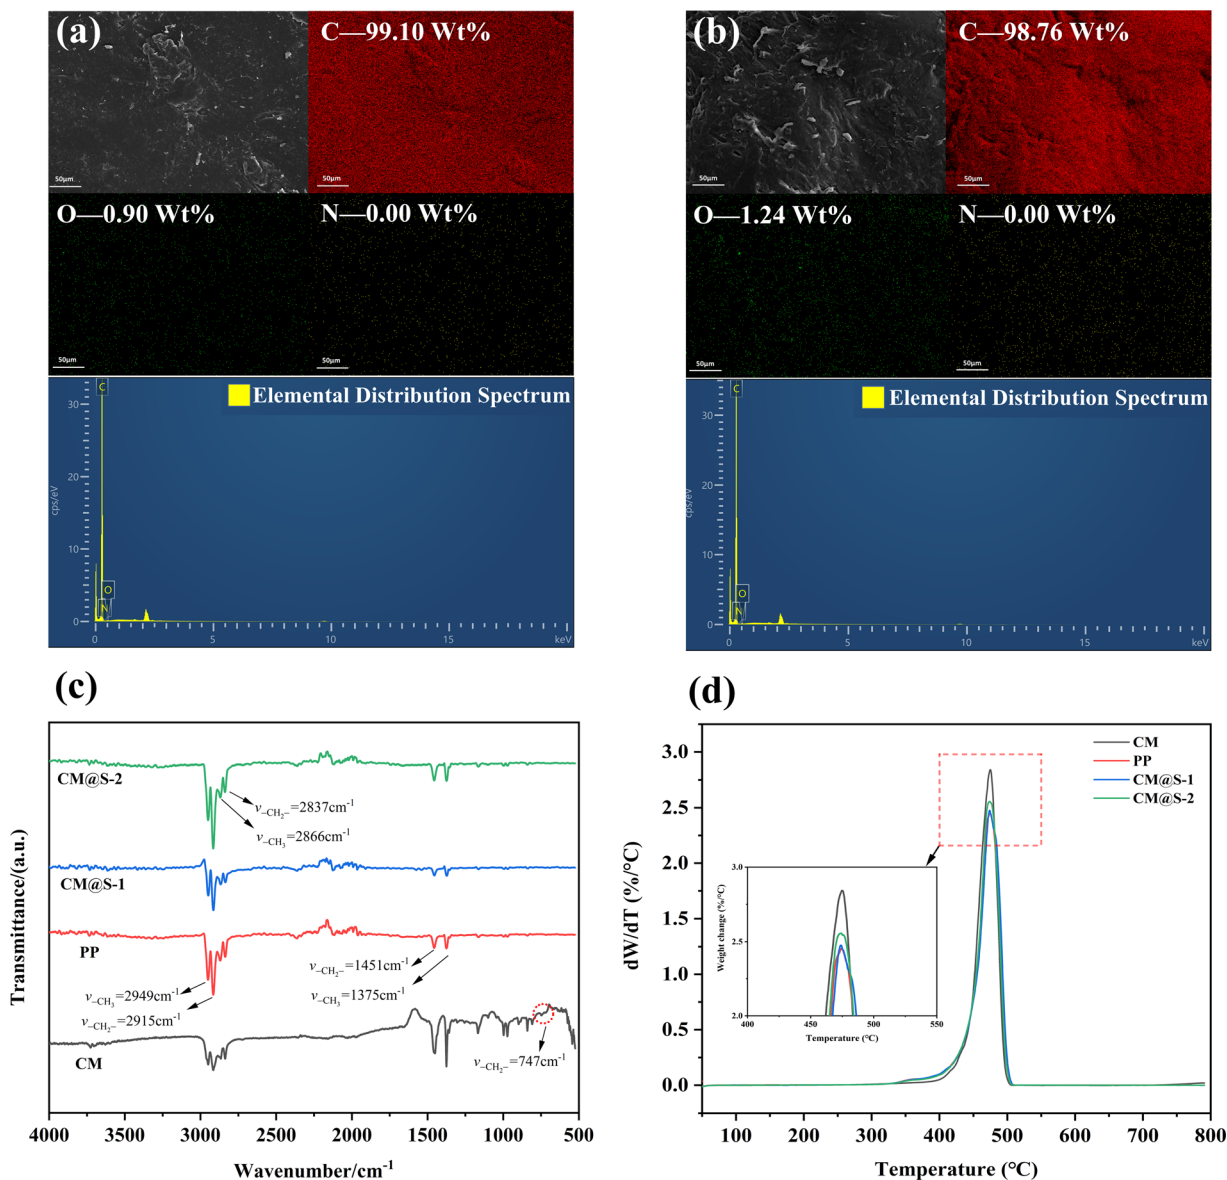 (a)
C—99.10 Wt%
50μm
50μm
O—0.90 Wt%
N—0.00 Wt%
50μm
50μm
C
Elemental Distribution Spectrum
30
20
cps/eV
10
O
N
0
0
5
10
15
keV
(b)
C—98.76 Wt%
50μm
50μm
O—1.24 Wt%
N—0.00 Wt%
50μm
50μm
C
Elemental Distribution Spectrum
30
20
cps/eV
10
O
N
0
0
5
10
15
keV
(c)
CM@S-2
ν–CH₂–=2837cm⁻¹
ν–CH₃=2866cm⁻¹
CM@S-1
PP
ν–CH₂–=1451cm⁻¹
ν–CH₃=2949cm⁻¹
ν–CH₃=1375cm⁻¹
ν–CH₂–=2915cm⁻¹
CM
ν–CH₂–=747cm⁻¹
Transmittance/(a.u.)
4000 3500 3000 2500 2000 1500 1000 500
Wavenumber/cm⁻¹
(d)
CM
PP
CM@S-1
CM@S-2
3.0
2.5
2.0
1.5
1.0
0.5
0.0
dW/dT (%/°C)
3.0
2.5
2.0
Weight change (%/°C)
400 450 500 550
Temperature (°C)
100 200 300 400 500 600 700 800
Temperature (°C)